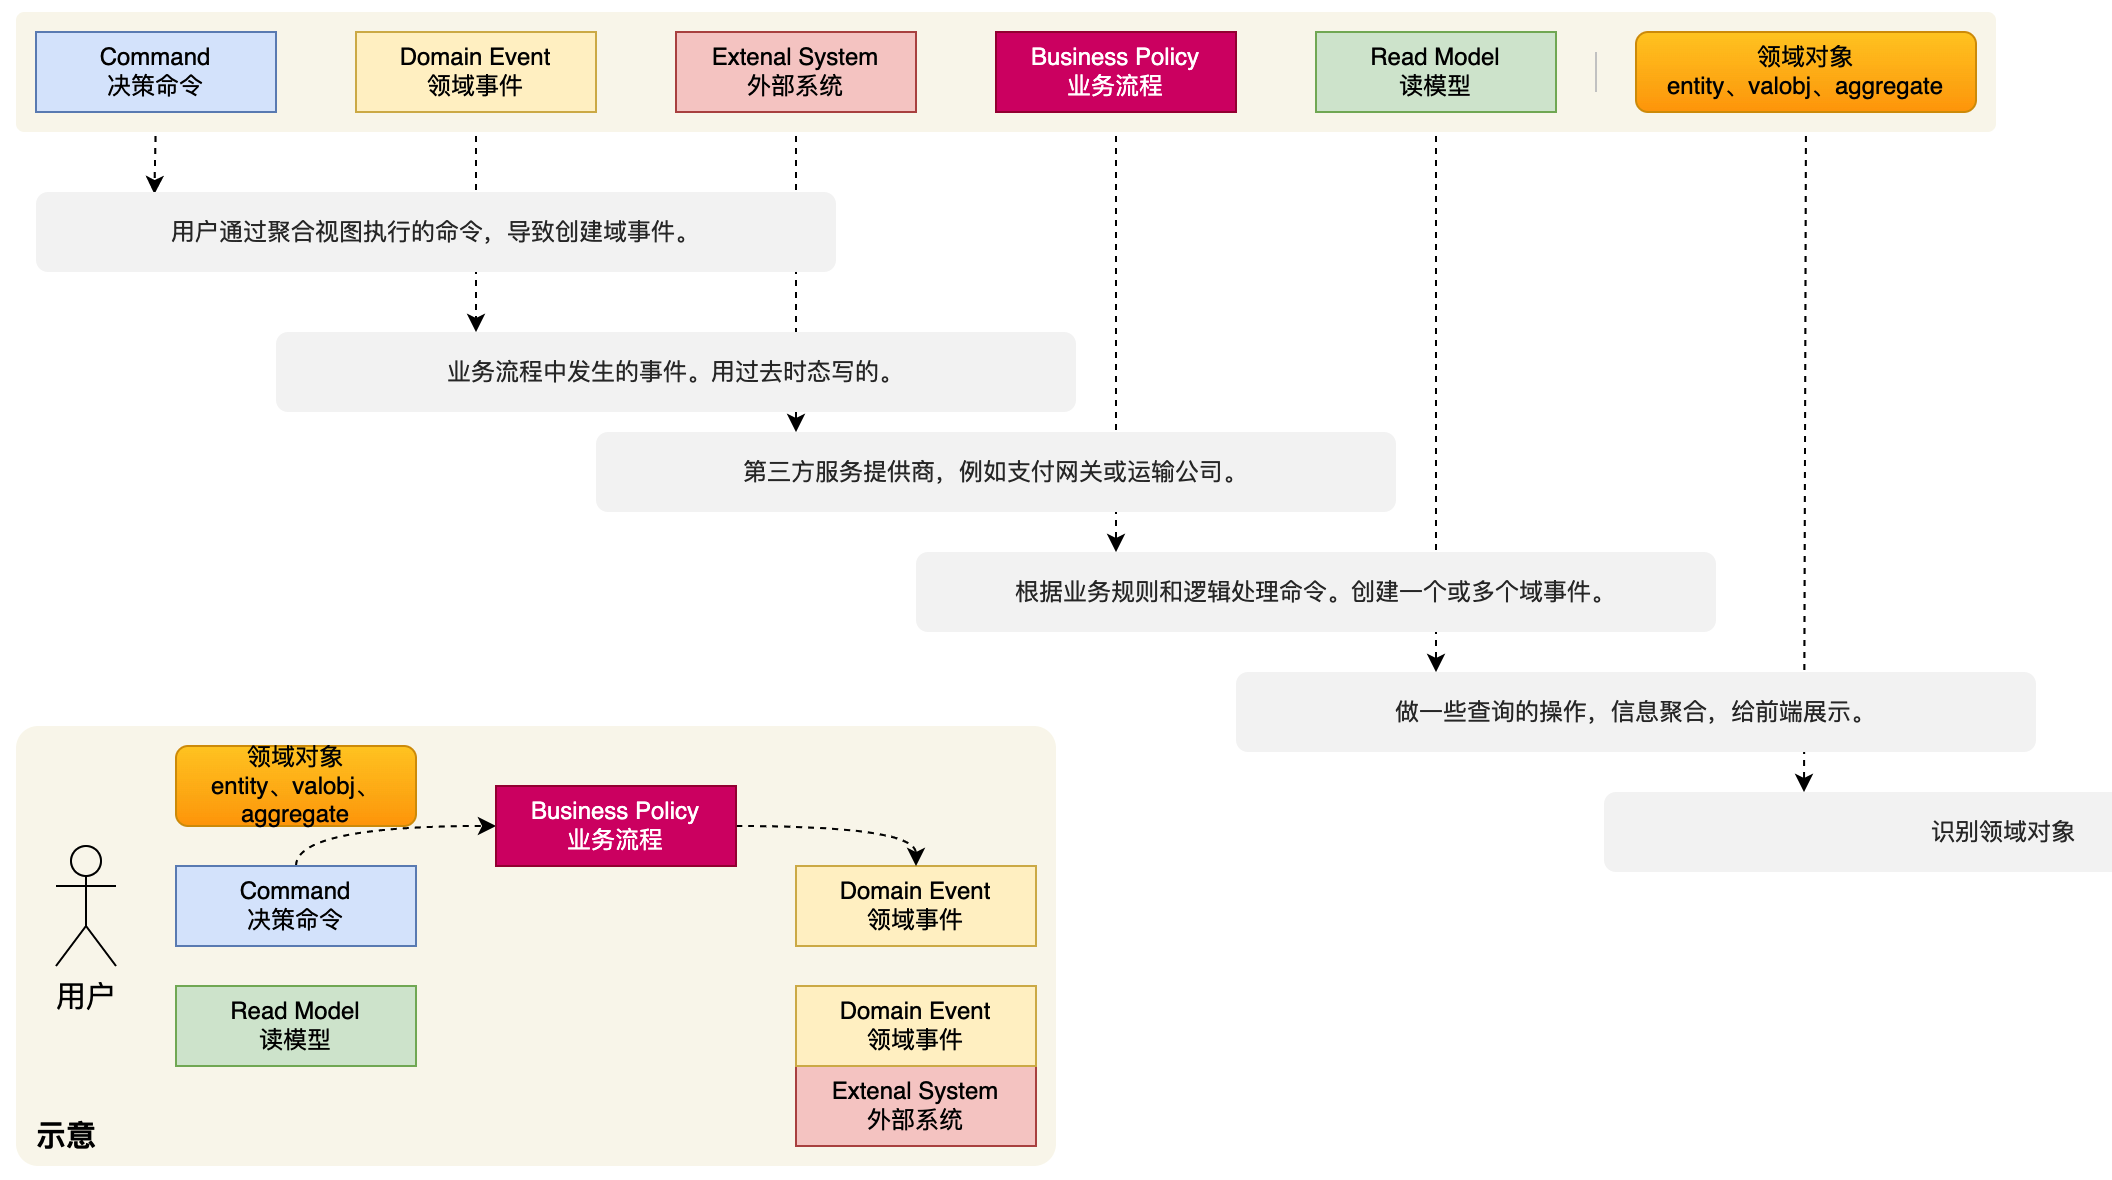 Command
决策命令
Domain Event
领域事件
Extenal System
外部系统
Business Policy
业务流程
Read Model
读模型
领域对象
entity、valobj、aggregate
用户通过聚合视图执行的命令，导致创建域事件。
业务流程中发生的事件。用过去时态写的。
第三方服务提供商，例如支付网关或运输公司。
根据业务规则和逻辑处理命令。创建一个或多个域事件。
做一些查询的操作，信息聚合，给前端展示。
识别领域对象
领域对象
entity、valobj、
aggregate
Business Policy
业务流程
Command
决策命令
Domain Event
领域事件
用户
Read Model
读模型
Domain Event
领域事件
Extenal System
外部系统
示意